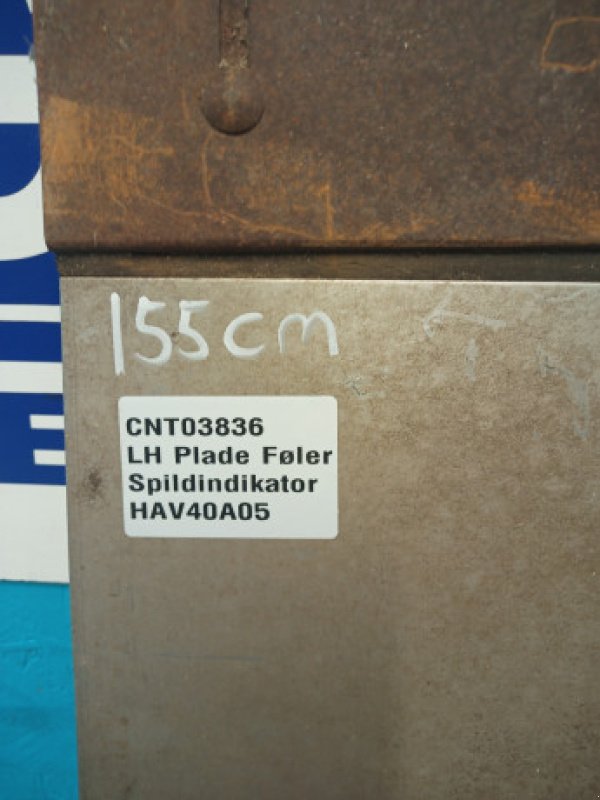 155cm
CNT03836
LH Plade Føler
Spildindikator
HAV40A05